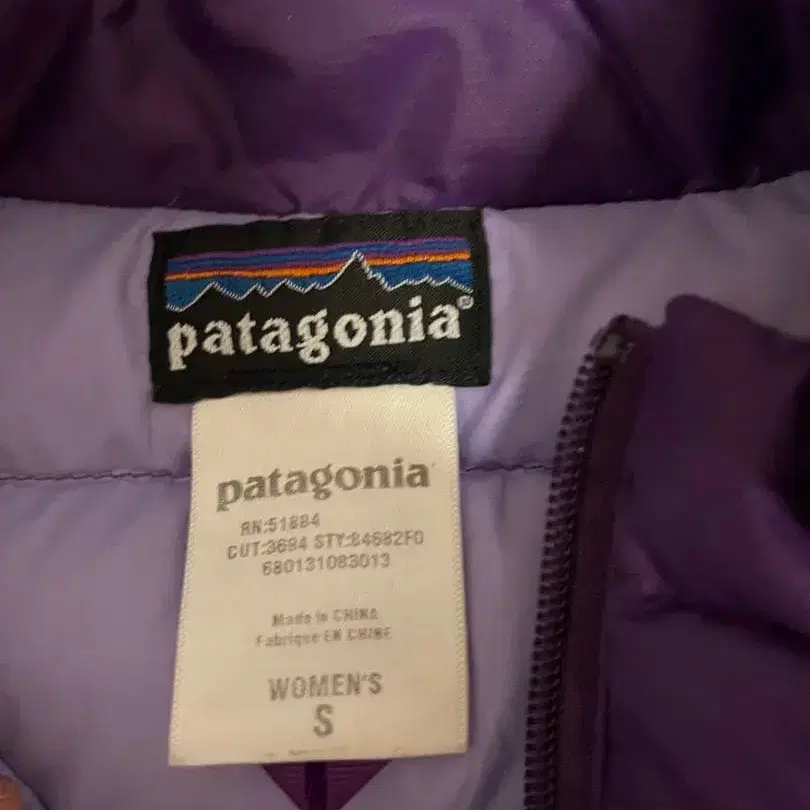 patagonia®
patagonia
RN:51884
CUT:3694 STY:84682F0
680131083013
Made in CHINA
Fabriqué EN CHINE
WOMEN'S
S